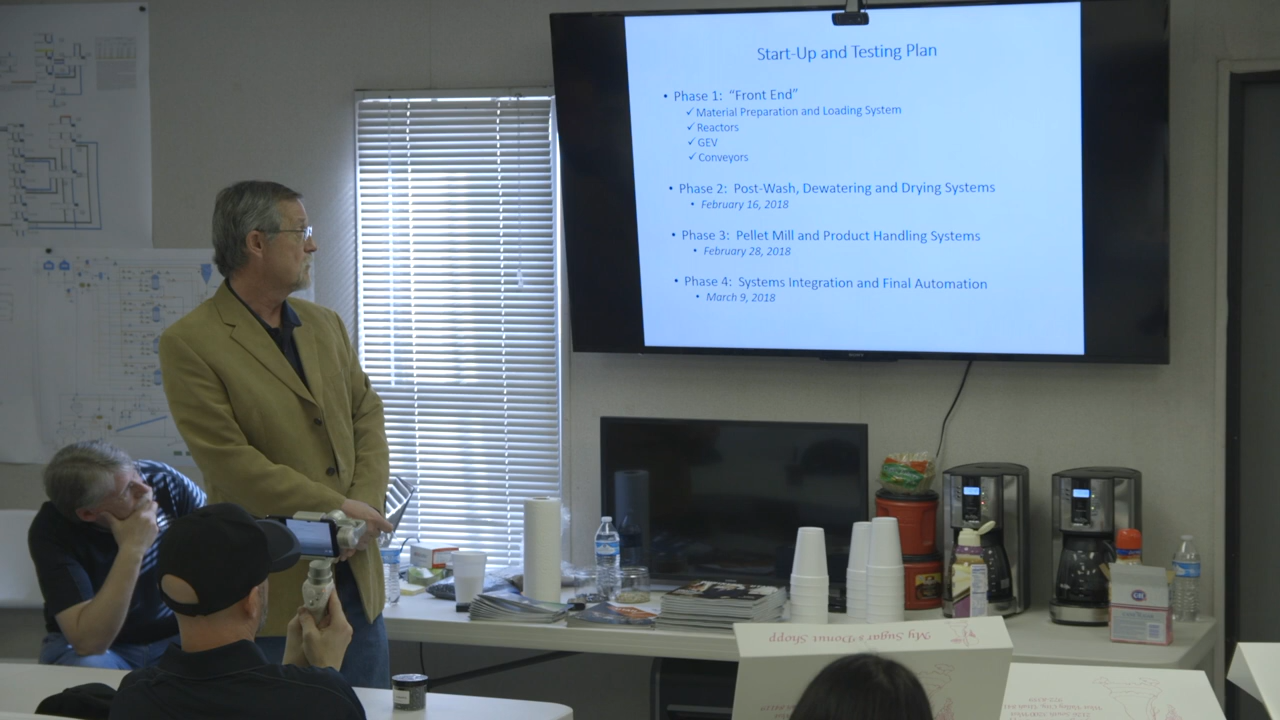 Start-Up and Testing Plan
• Phase 1: “Front End”
✓ Material Preparation and Loading System
✓ Reactors
✓ GEV
✓ Conveyors
• Phase 2: Post-Wash, Dewatering and Drying Systems
• February 16, 2018
• Phase 3: Pellet Mill and Product Handling Systems
• February 28, 2018
• Phase 4: Systems Integration and Final Automation
• March 9, 2018
SONY
My Sugar's Donut Shopp